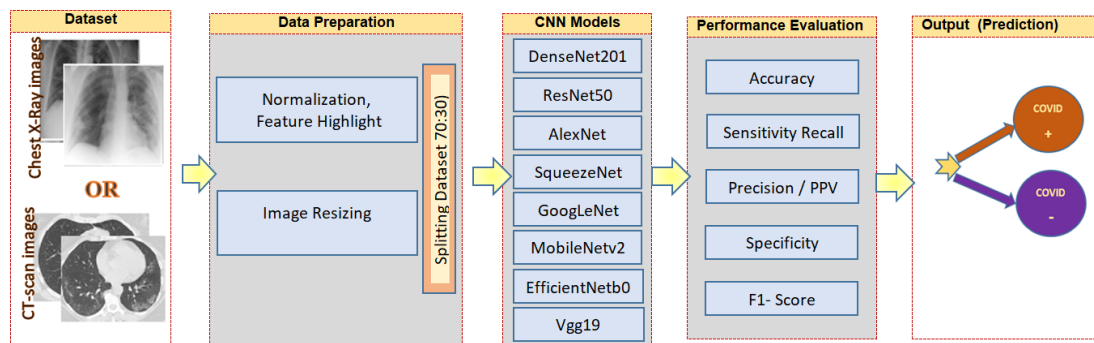 Dataset
Chest X-Ray images
OR
CT-scan images
Data Preparation
Normalization,
Feature Highlight
Image Resizing
Splitting Dataset 70:30)
CNN Models
DenseNet201
ResNet50
AlexNet
SqueezeNet
GoogLeNet
MobileNetv2
EfficientNetb0
Vgg19
Performance Evaluation
Accuracy
Sensitivity Recall
Precision / PPV
Specificity
F1- Score
Output (Prediction)
COVID
+
COVID
-